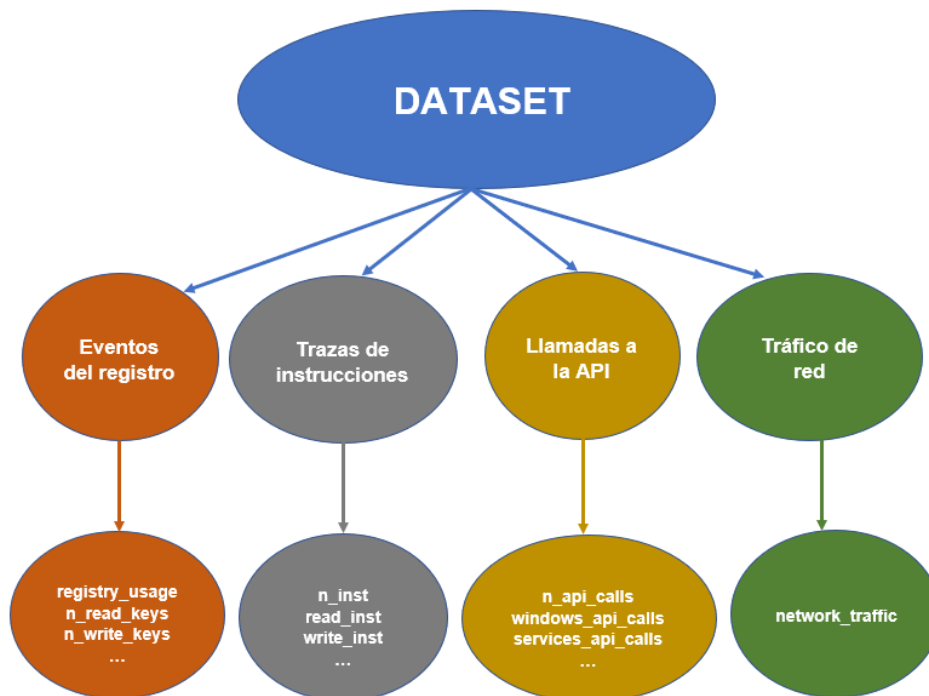 DATASET
Eventos
del registro
Trazas de
instrucciones
Llamadas a
la API
Tráfico de
red
registry_usage
n_read_keys
n_write_keys
...
n_inst
read_inst
write_inst
...
n_api_calls
windows_api_calls
services_api_calls
...
network_traffic